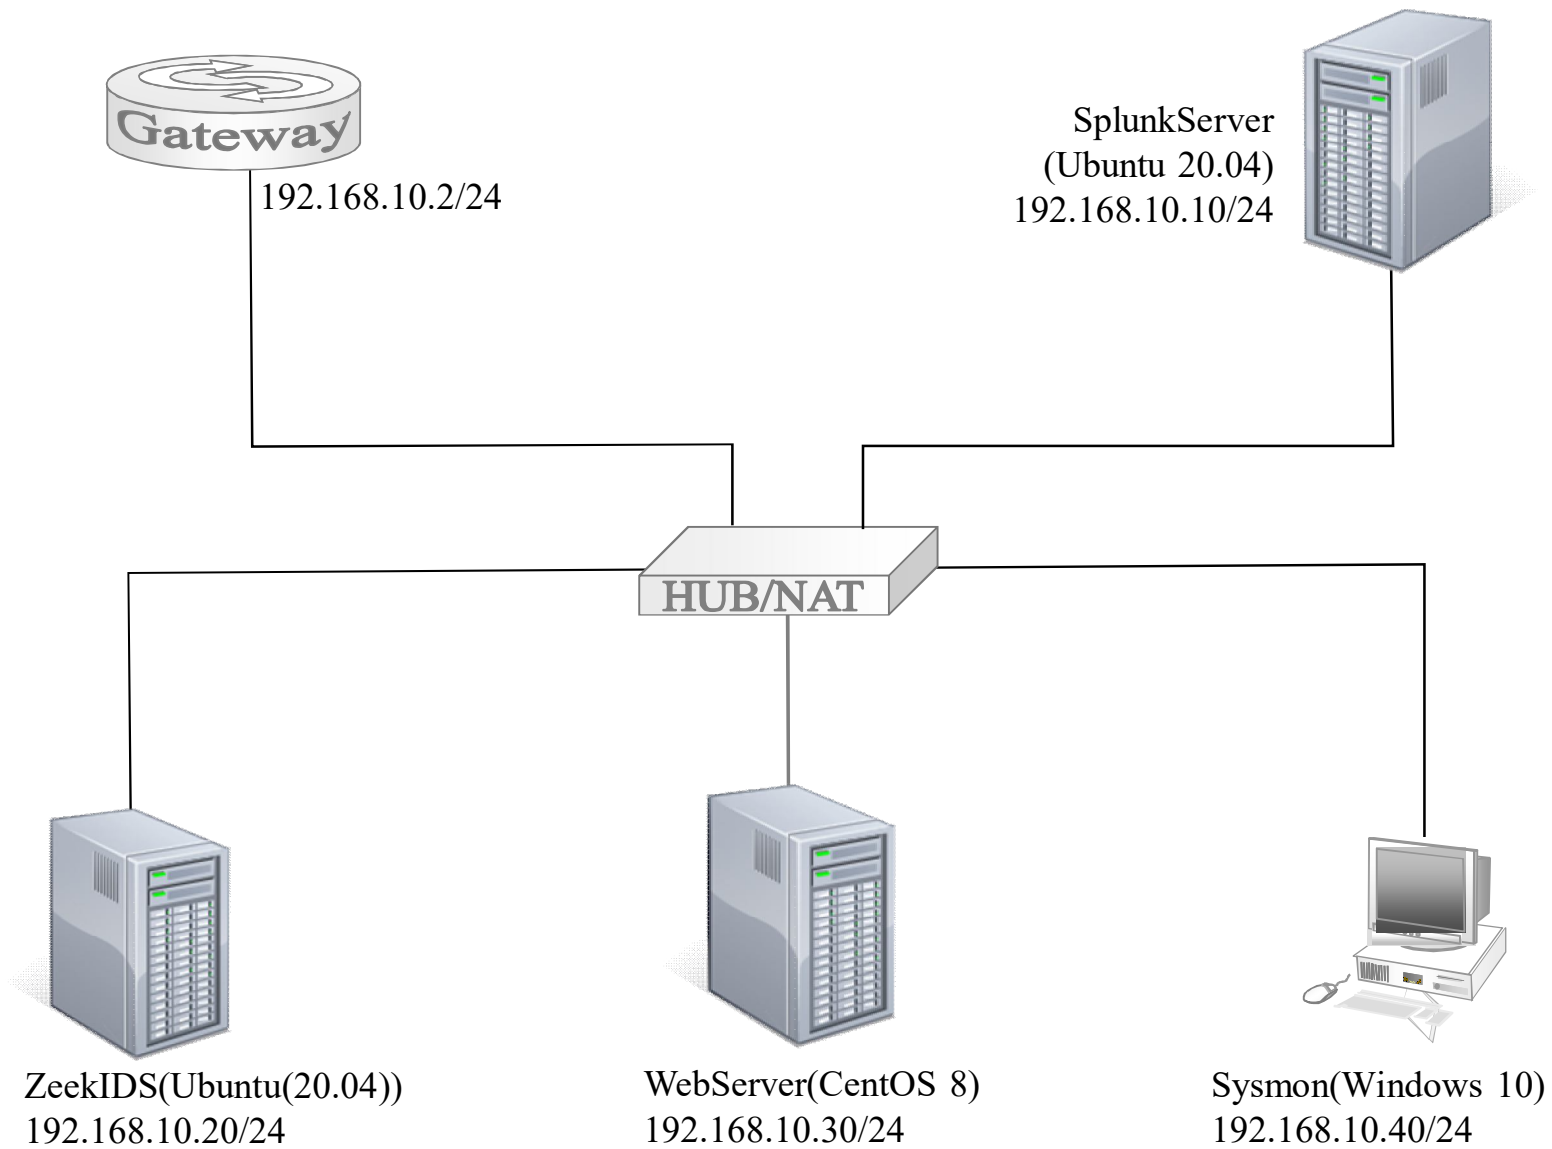 Gateway
192.168.10.2/24
SplunkServer
(Ubuntu 20.04)
192.168.10.10/24
HUB/NAT
ZeekIDS(Ubuntu(20.04))
192.168.10.20/24
WebServer(CentOS 8)
192.168.10.30/24
Sysmon(Windows 10)
192.168.10.40/24